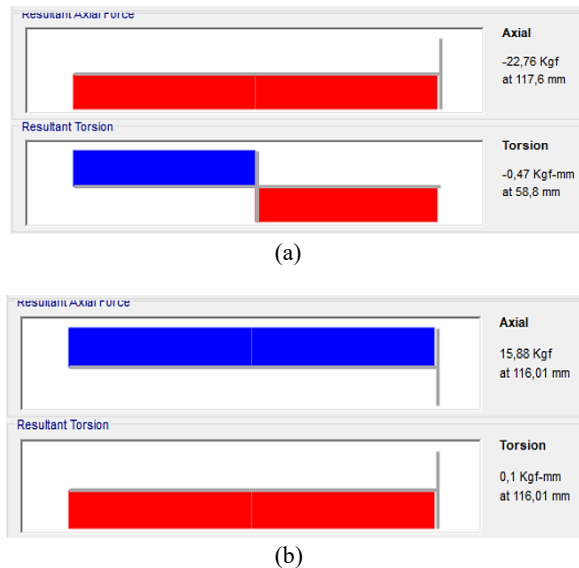 Resultant Axial Force
Axial
-22,76 Kgf
at 117,6 mm
Resultant Torsion
Torsion
-0,47 Kgf-mm
at 58,8 mm
(a)
Resultant Axial Force
Axial
15,88 Kgf
at 116,01 mm
Resultant Torsion
Torsion
0,1 Kgf-mm
at 116,01 mm
(b)